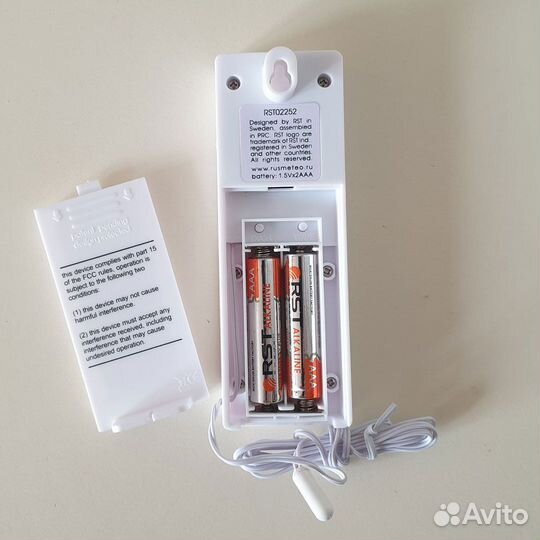 RST02252
Designed by RST in
Sweden, assembled
in PRC. RST logo are
trademark of RST ind.
registered in Sweden
and other countries.
All rights reserved.
www.rusmeteo.ru
battery: 1.5Vx2AAA
patent pending
design protected
this device complies with part 15
of the FCC rules, operation is
subject to the following two
conditions:
(1) this device may not cause
harmful interference.
(2) this device must accept any
interference received, including
interference that may cause
undesired operation.
AAA
RST
ALKALINE
RST
ALKALINE
AAA
Avito